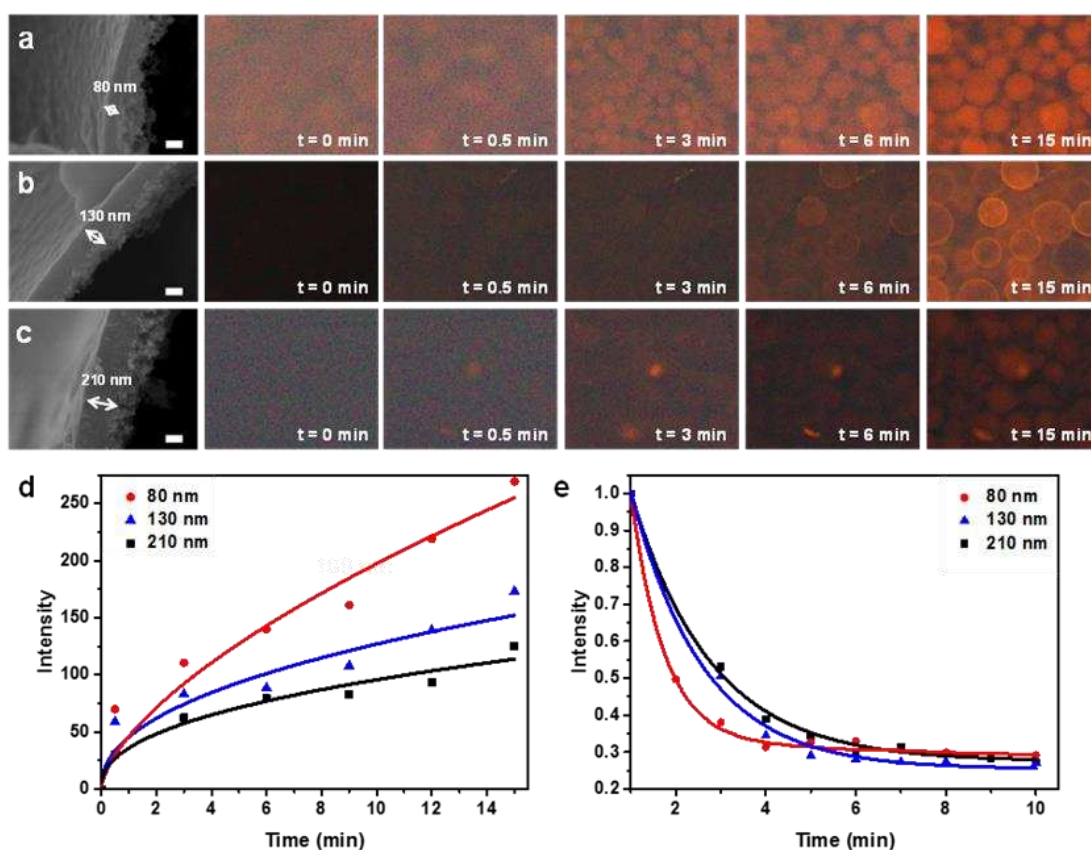 a
80 nm
t = 0 min
t = 0.5 min
t = 3 min
t = 6 min
t = 15 min
b
130 nm
t = 0 min
t = 0.5 min
t = 3 min
t = 6 min
t = 15 min
c
210 nm
t = 0 min
t = 0.5 min
t = 3 min
t = 6 min
t = 15 min
d
80 nm
130 nm
210 nm
250
200
150
100
50
0
Intensity
0 2 4 6 8 10 12 14
Time (min)
e
80 nm
130 nm
210 nm
1.0
0.9
0.8
0.7
0.6
0.5
0.4
0.3
0.2
Intensity
2 4 6 8 10
Time (min)